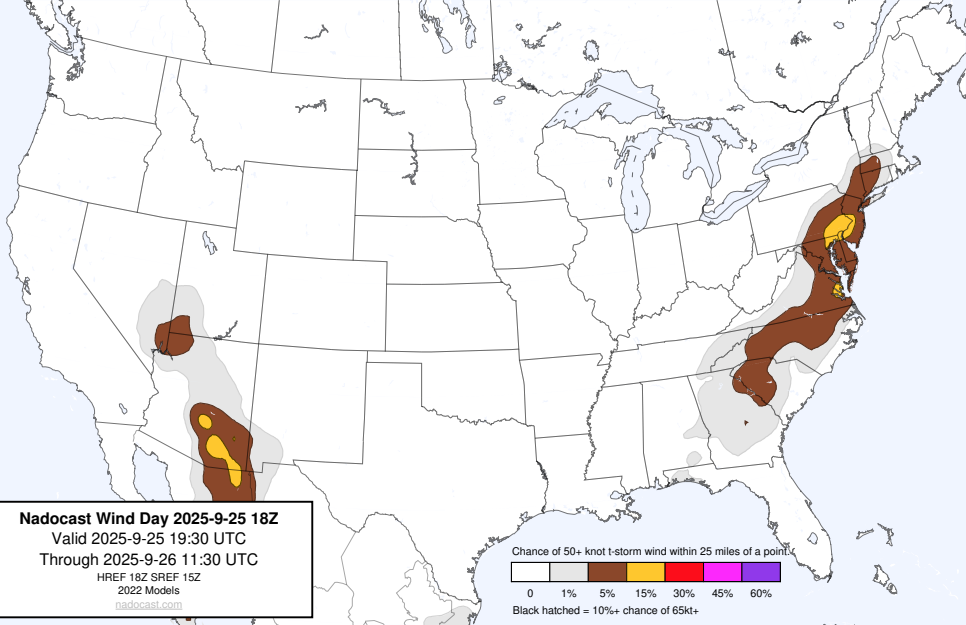 Nadocast Wind Day 2025-9-25 18Z
Valid 2025-9-25 19:30 UTC
Through 2025-9-26 11:30 UTC
HREF 18Z SREF 15Z
2022 Models
nadocast.com
Chance of 50+ knot t-storm wind within 25 miles of a point.
0 1% 5% 15% 30% 45% 60%
Black hatched = 10%+ chance of 65kt+